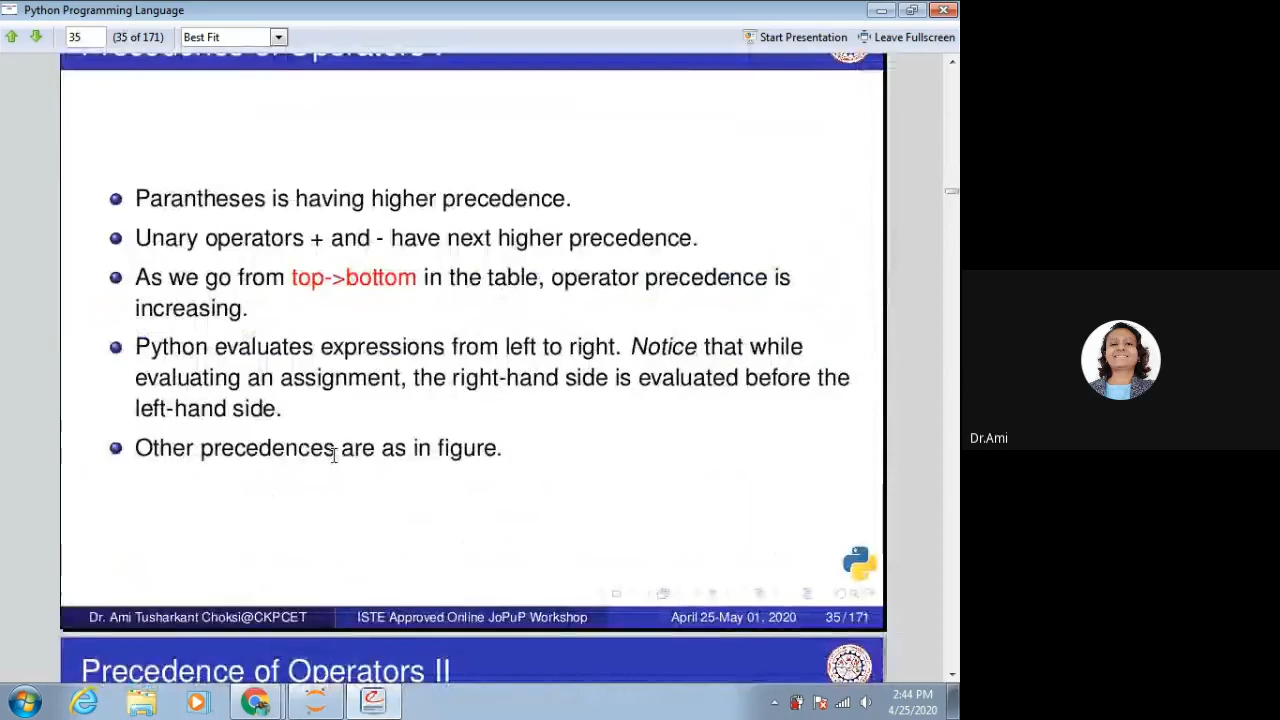 Python Programming Language
35 (35 of 171) Best Fit Start Presentation Leave Fullscreen
Precedence of Operators I
Parantheses is having higher precedence.
Unary operators + and - have next higher precedence.
As we go from top->bottom in the table, operator precedence is
increasing.
Python evaluates expressions from left to right. Notice that while
evaluating an assignment, the right-hand side is evaluated before the
left-hand side.
Other precedences are as in figure.
Dr.Ami
Dr. Ami Tusharkant Choksi@CKPCET ISTE Approved Online JoPuP Workshop April 25-May 01, 2020 35/171
Precedence of Operators II
2:44 PM
4/25/2020